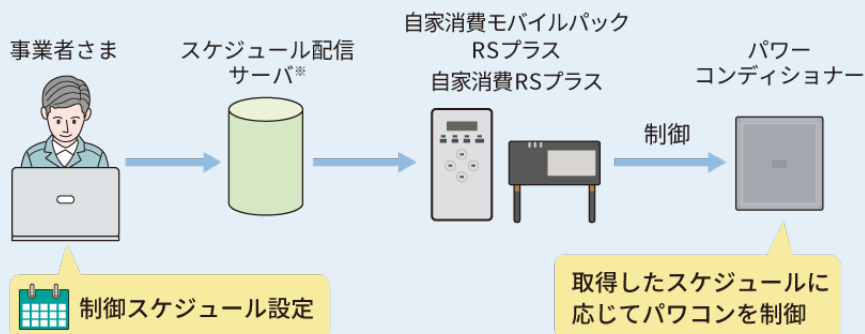 事業者さま
スケジュール配信
サーバ※
自家消費モバイルパック
RSプラス
自家消費RSプラス
パワー
コンディショナー
制御
制御スケジュール設定
取得したスケジュールに
応じてパワコンを制御